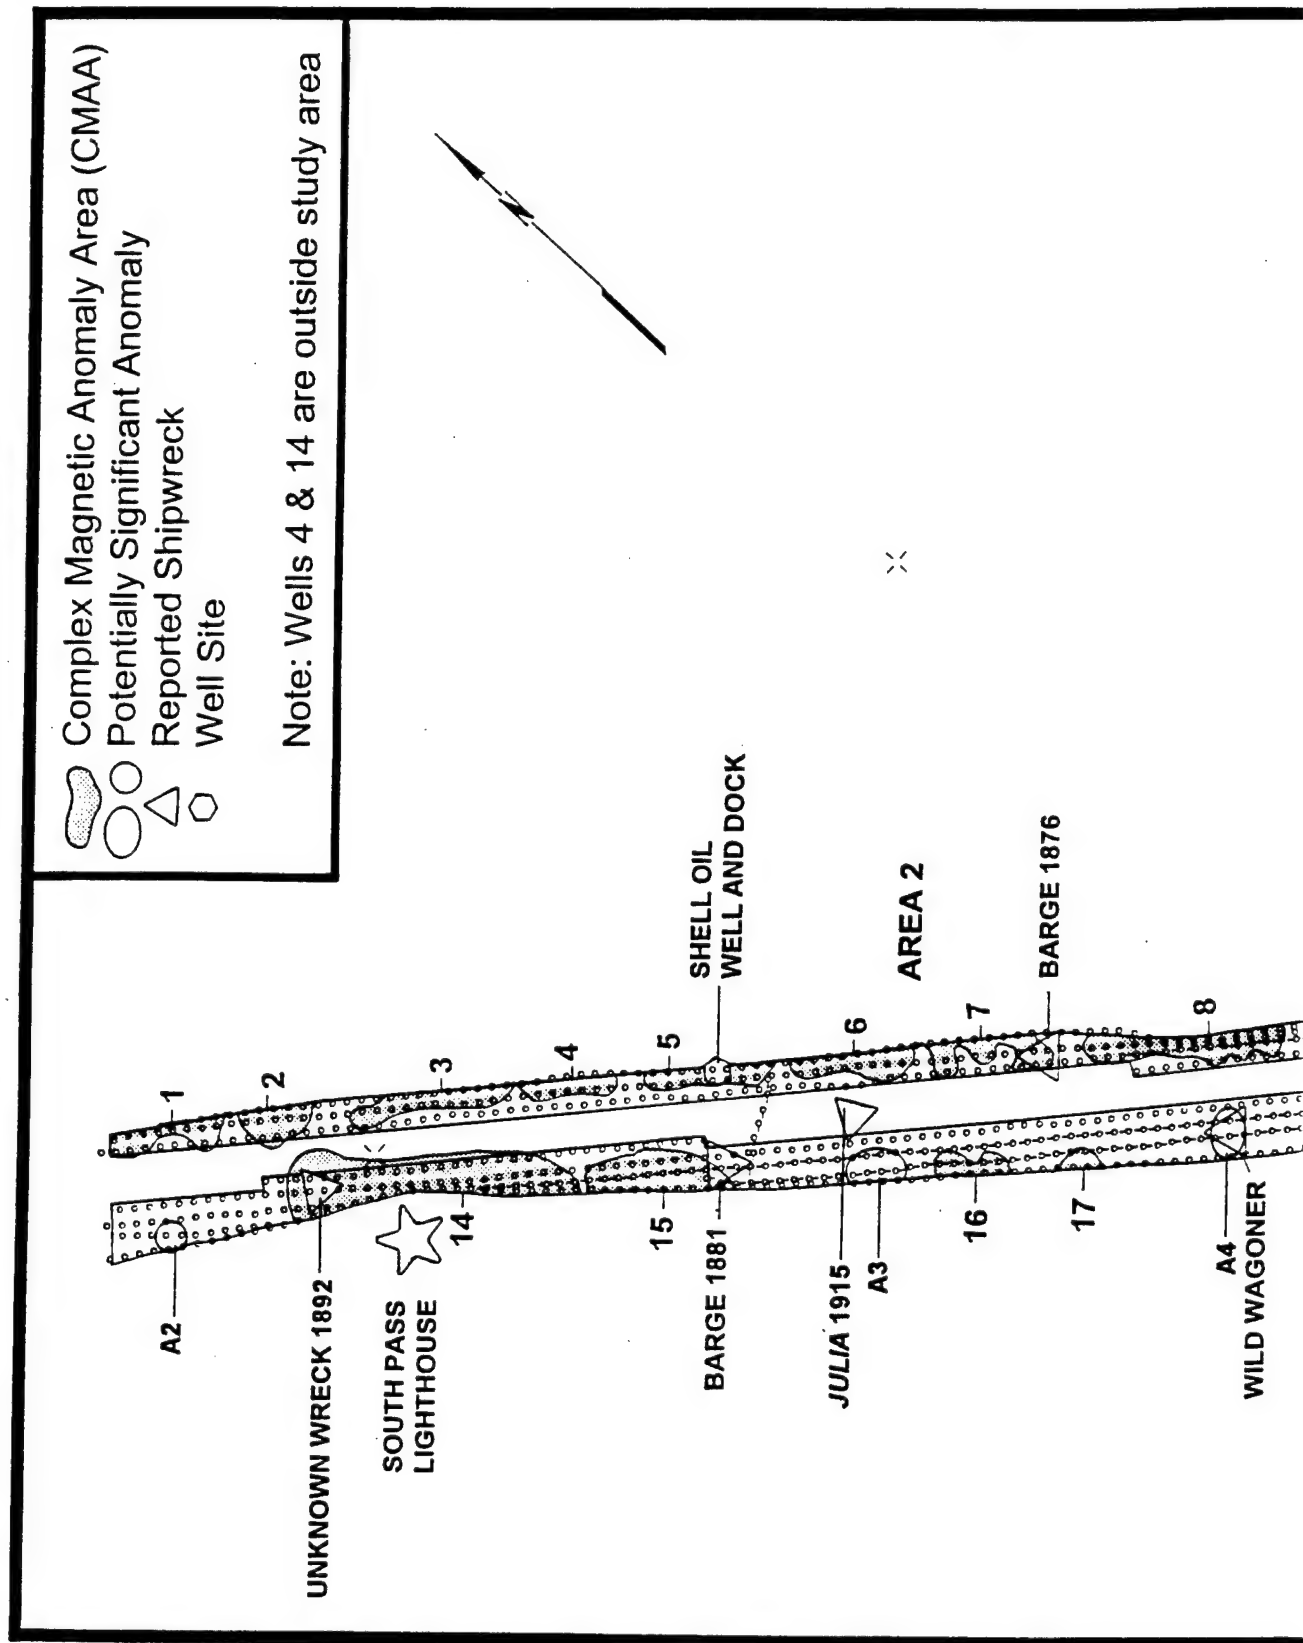 Complex Magnetic Anomaly Area (CMAA)
Potentially Significant Anomaly
Reported Shipwreck
Well Site
Note: Wells 4 & 14 are outside study area
1
2
3
4
5
SHELL OIL
WELL AND DOCK
6
AREA 2
7
BARGE 1876
8
A2
UNKNOWN WRECK 1892
SOUTH PASS
LIGHTHOUSE
14
15
BARGE 1881
JULIA 1915
A3
16
17
A4
WILD WAGONER